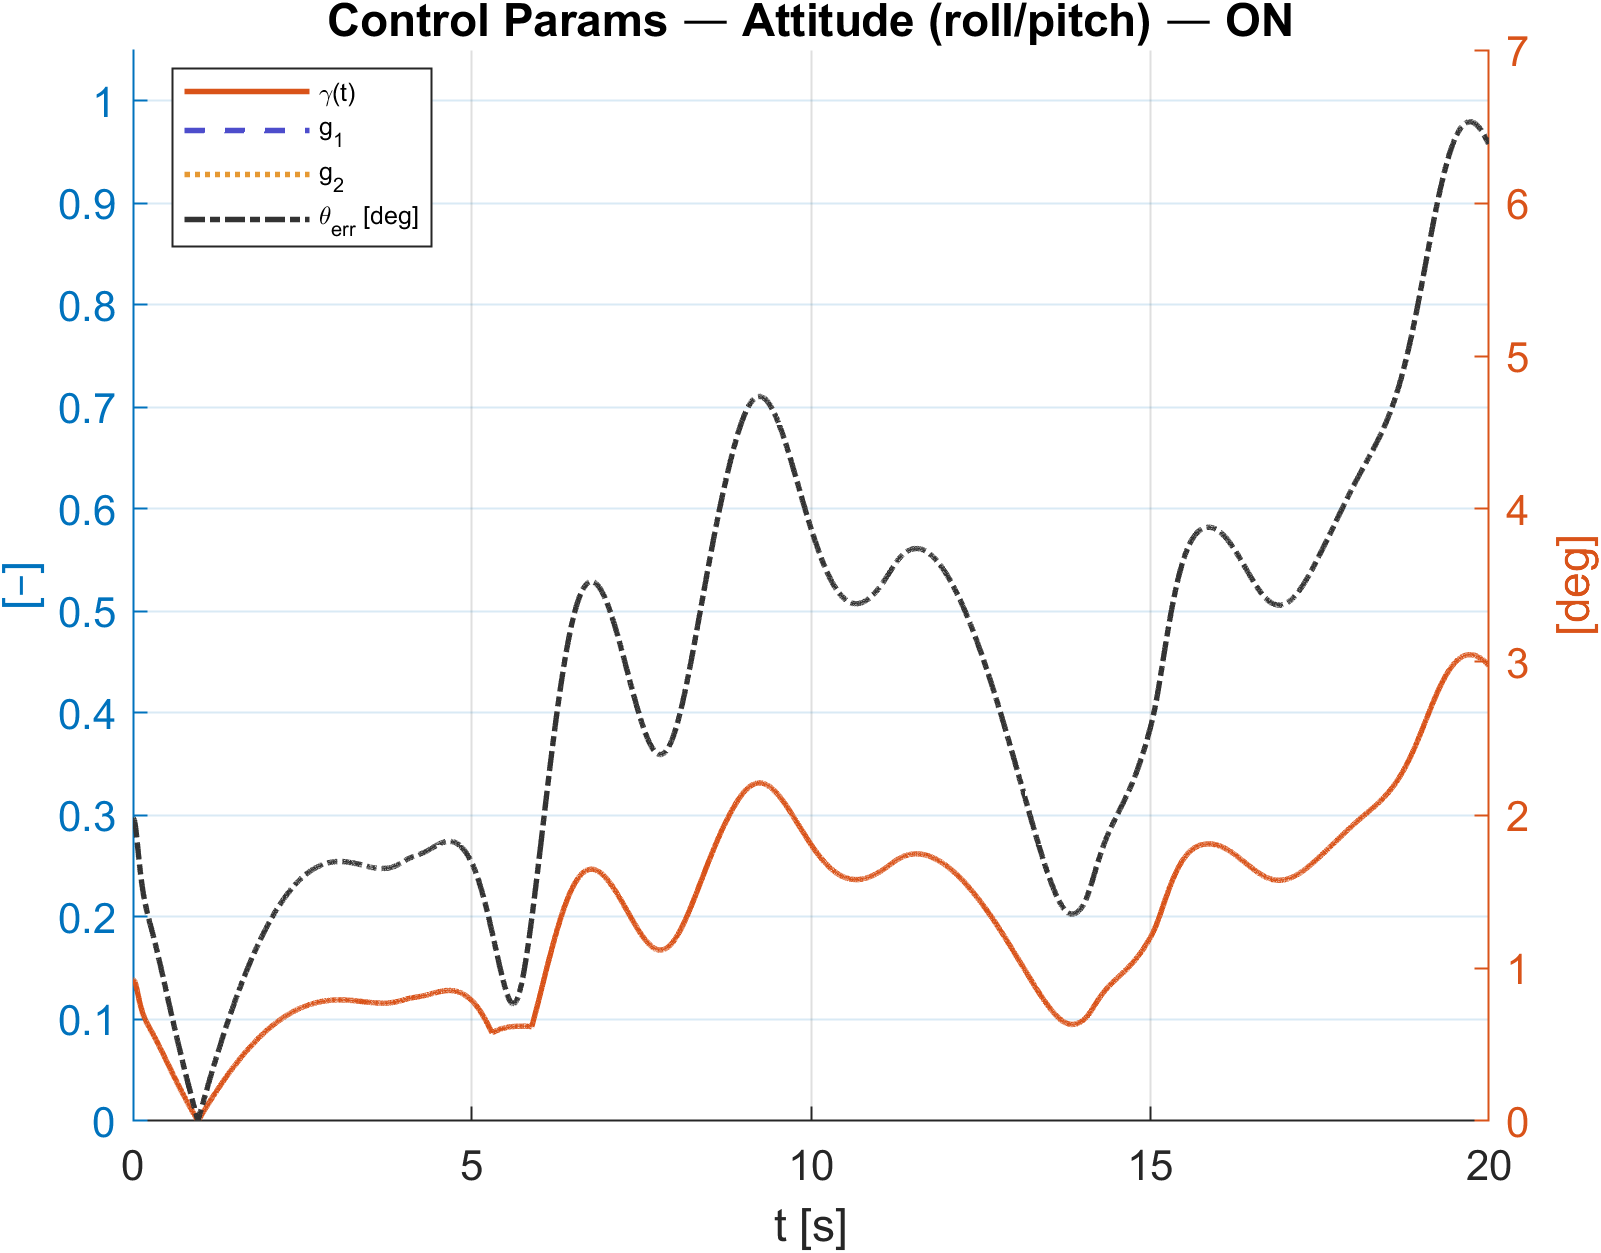 Control Params — Attitude (roll/pitch) — ON
γ(t)
g1
g2
θerr [deg]
1
0.9
0.8
0.7
0.6
0.5
0.4
0.3
0.2
0.1
0
[−]
7
6
5
4
3
2
1
0
[deg]
0 5 10 15 20
t [s]